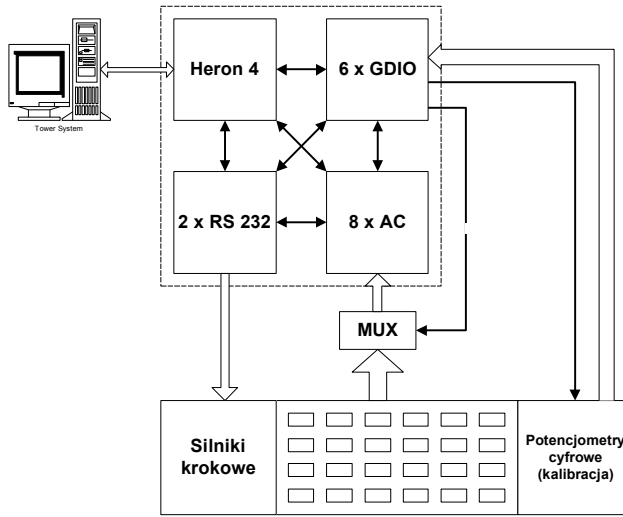 Heron 4
6 x GDIO
Tower System
2 x RS 232
8 x AC
MUX
Silniki
krokowe
Potencjometry
cyfrowe
(kalibracja)